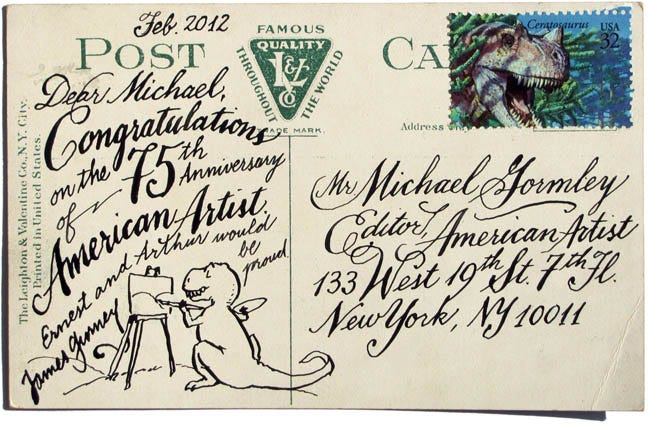 Feb. 2012
POST CA
FAMOUS
QUALITY
THROUGHOUT
THE WORLD
L&V
Co
ADE MARK.
Ceratosaurus
USA
32
Address
The Leighton & Valentine Co., N.Y. City.
Printed in United States.
Dear Michael,
Congratulations
on the 75th
of Anniversary
American Artist.
Ernest and Arthur would
be
proud.
James Gurney
Mr Michael Gormley
Editor, American Artist
133 West 19th St. 7th Fl.
New York, NY 10011